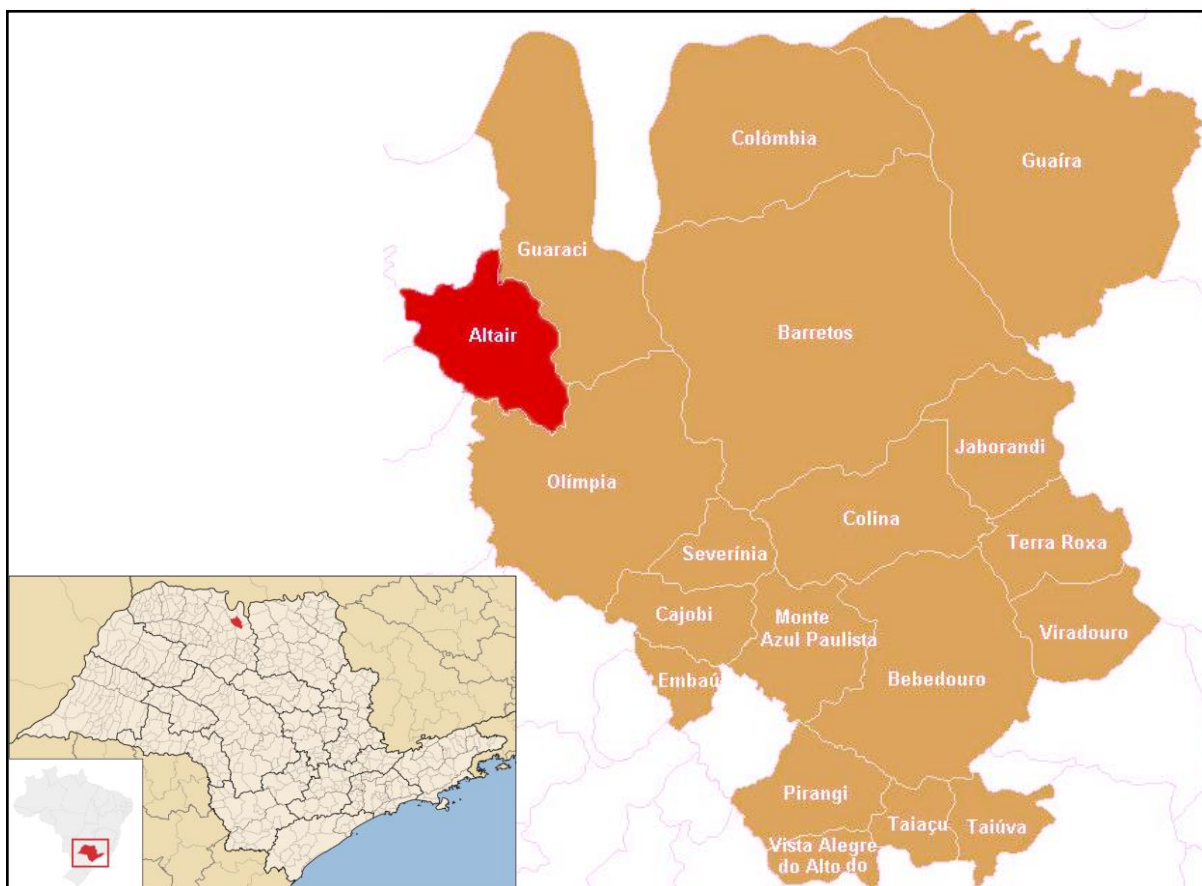 Colômbia
Guaíra
Guaraci
Altair
Barretos
Jaborandi
Olímpia
Colina
Severínia
Terra Roxa
Cajobi
Monte
Azul Paulista
Viradouro
Embaú
Bebedouro
Pirangi
Taiaçu
Taiúva
Vista Alegre
do Alto do